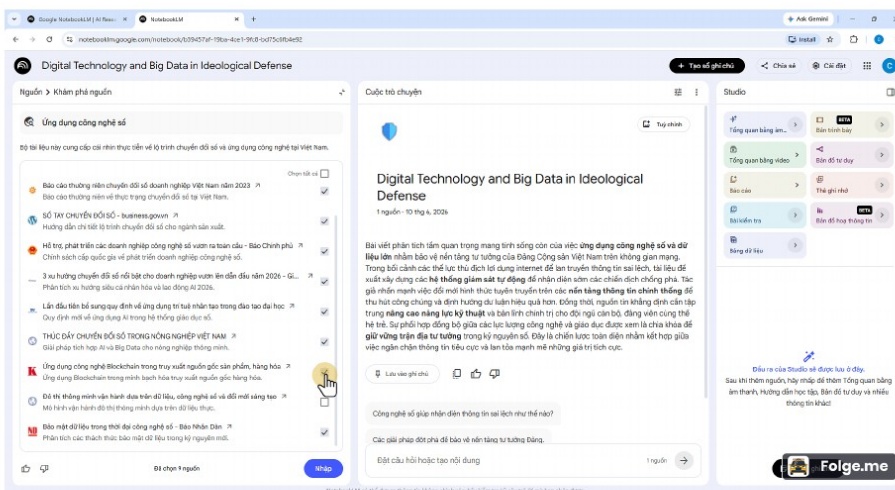 Google NotebookLM | AI Rese
NotebookLM
Ask Gemini
Install
Digital Technology and Big Data in Ideological Defense
Tạo sổ ghi chú
Chia sẻ
Cài đặt
Nguồn > Khám phá nguồn
Ứng dụng công nghệ số
Bộ tài liệu này cung cấp cái nhìn thực tiễn về lộ trình chuyển đổi số và ứng dụng công nghệ tại Việt Nam.
Chọn tất cả
Báo cáo thường niên chuyển đổi số doanh nghiệp Việt Nam năm 2023
Báo cáo thường niên về thực trạng chuyển đổi số tại Việt Nam.
SỔ TAY CHUYỂN ĐỔI SỐ - business.gov.vn
Hướng dẫn chi tiết lộ trình chuyển đổi số cho ngành sản xuất.
Hỗ trợ, phát triển các doanh nghiệp công nghệ số vươn ra toàn cầu - Báo Chính phủ
Chính sách cấp quốc gia về phát triển doanh nghiệp công nghệ số.
3 xu hướng chuyển đổi số nổi bật cho doanh nghiệp vươn lên dẫn đầu năm 2026 - Gi...
Phân tích xu hướng siêu cá nhân hóa và lao động AI 2026.
Lần đầu tiên bổ sung quy định về ứng dụng trí tuệ nhân tạo trong đào tạo đại học
Quy định mới về ứng dụng AI trong hệ thống giáo dục số.
THÚC ĐẨY CHUYỂN ĐỔI SỐ TRONG NÔNG NGHIỆP VIỆT NAM
Giải pháp tích hợp AI và Big Data cho nông nghiệp thông minh.
Ứng dụng công nghệ Blockchain trong truy xuất nguồn gốc sản phẩm, hàng hóa
Ứng dụng Blockchain trong minh bạch hóa truy xuất nguồn gốc hàng hóa.
Đô thị thông minh vận hành dựa trên dữ liệu, công nghệ số và đổi mới sáng tạo
Mô hình vận hành đô thị thông minh dựa trên dữ liệu thực.
Bảo mật dữ liệu trong thời đại công nghệ số - Báo Nhân Dân
Phân tích các thách thức bảo mật dữ liệu trong kỷ nguyên mới.
Đã chọn 9 nguồn
Nhập
Cuộc trò chuyện
Tuỳ chỉnh
Digital Technology and Big Data in Ideological
Defense
1 nguồn · 10 thg 4, 2026
Bài viết phân tích tầm quan trọng mang tính sống còn của việc ứng dụng công nghệ số và dữ
liệu lớn nhằm bảo vệ nền tảng tư tưởng của Đảng Cộng sản Việt Nam trên không gian mạng.
Trong bối cảnh các thế lực thù địch lợi dụng internet để lan truyền thông tin sai lệch, tài liệu đề
xuất xây dựng các hệ thống giám sát tự động để nhận diện sớm các chiến dịch chống phá. Tác
giả nhấn mạnh việc đổi mới hình thức tuyên truyền trên các nền tảng thông tin chính thống để
thu hút công chúng và định hướng dư luận hiệu quả hơn. Đồng thời, nguồn tin khẳng định cần tập
trung nâng cao năng lực kỹ thuật và bản lĩnh chính trị cho đội ngũ cán bộ, đảng viên cùng thế
hệ trẻ. Sự phối hợp đồng bộ giữa các lực lượng công nghệ và giáo dục được xem là chìa khóa để
giữ vững trận địa tư tưởng trong kỷ nguyên số. Đây là chiến lược toàn diện nhằm kết hợp giữa
việc ngăn chặn thông tin tiêu cực và lan tỏa mạnh mẽ những giá trị tích cực.
Lưu vào ghi chú
Công nghệ số giúp nhận diện thông tin sai lệch như thế nào?
Các giải pháp đột phá để bảo vệ nền tảng tư tưởng Đảng.
Đặt câu hỏi hoặc tạo nội dung
1 nguồn
Studio
Tổng quan bằng âm...
BETA
Bản trình bày
Tổng quan bằng video
Bản đồ tư duy
Báo cáo
Thẻ ghi nhớ
Bài kiểm tra
BETA
Bản đồ hoạ thông tin
Bảng dữ liệu
Đầu ra của Studio sẽ được lưu ở đây.
Sau khi thêm nguồn, hãy nhấp để thêm Tổng quan bằng
âm thanh, Hướng dẫn học tập, Bản đồ tư duy và nhiều
thông tin khác!
Folge.me